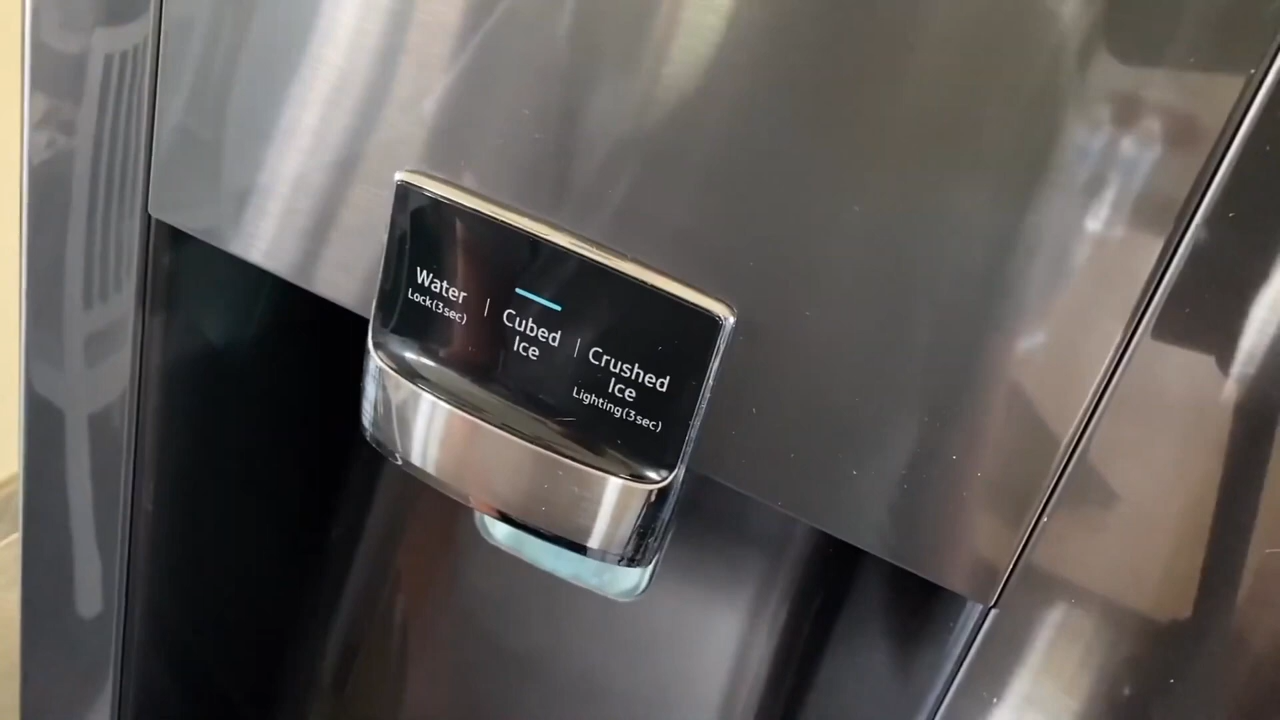 Water
Lock(3sec)
Cubed
Ice
Crushed
Ice
Lighting(3sec)